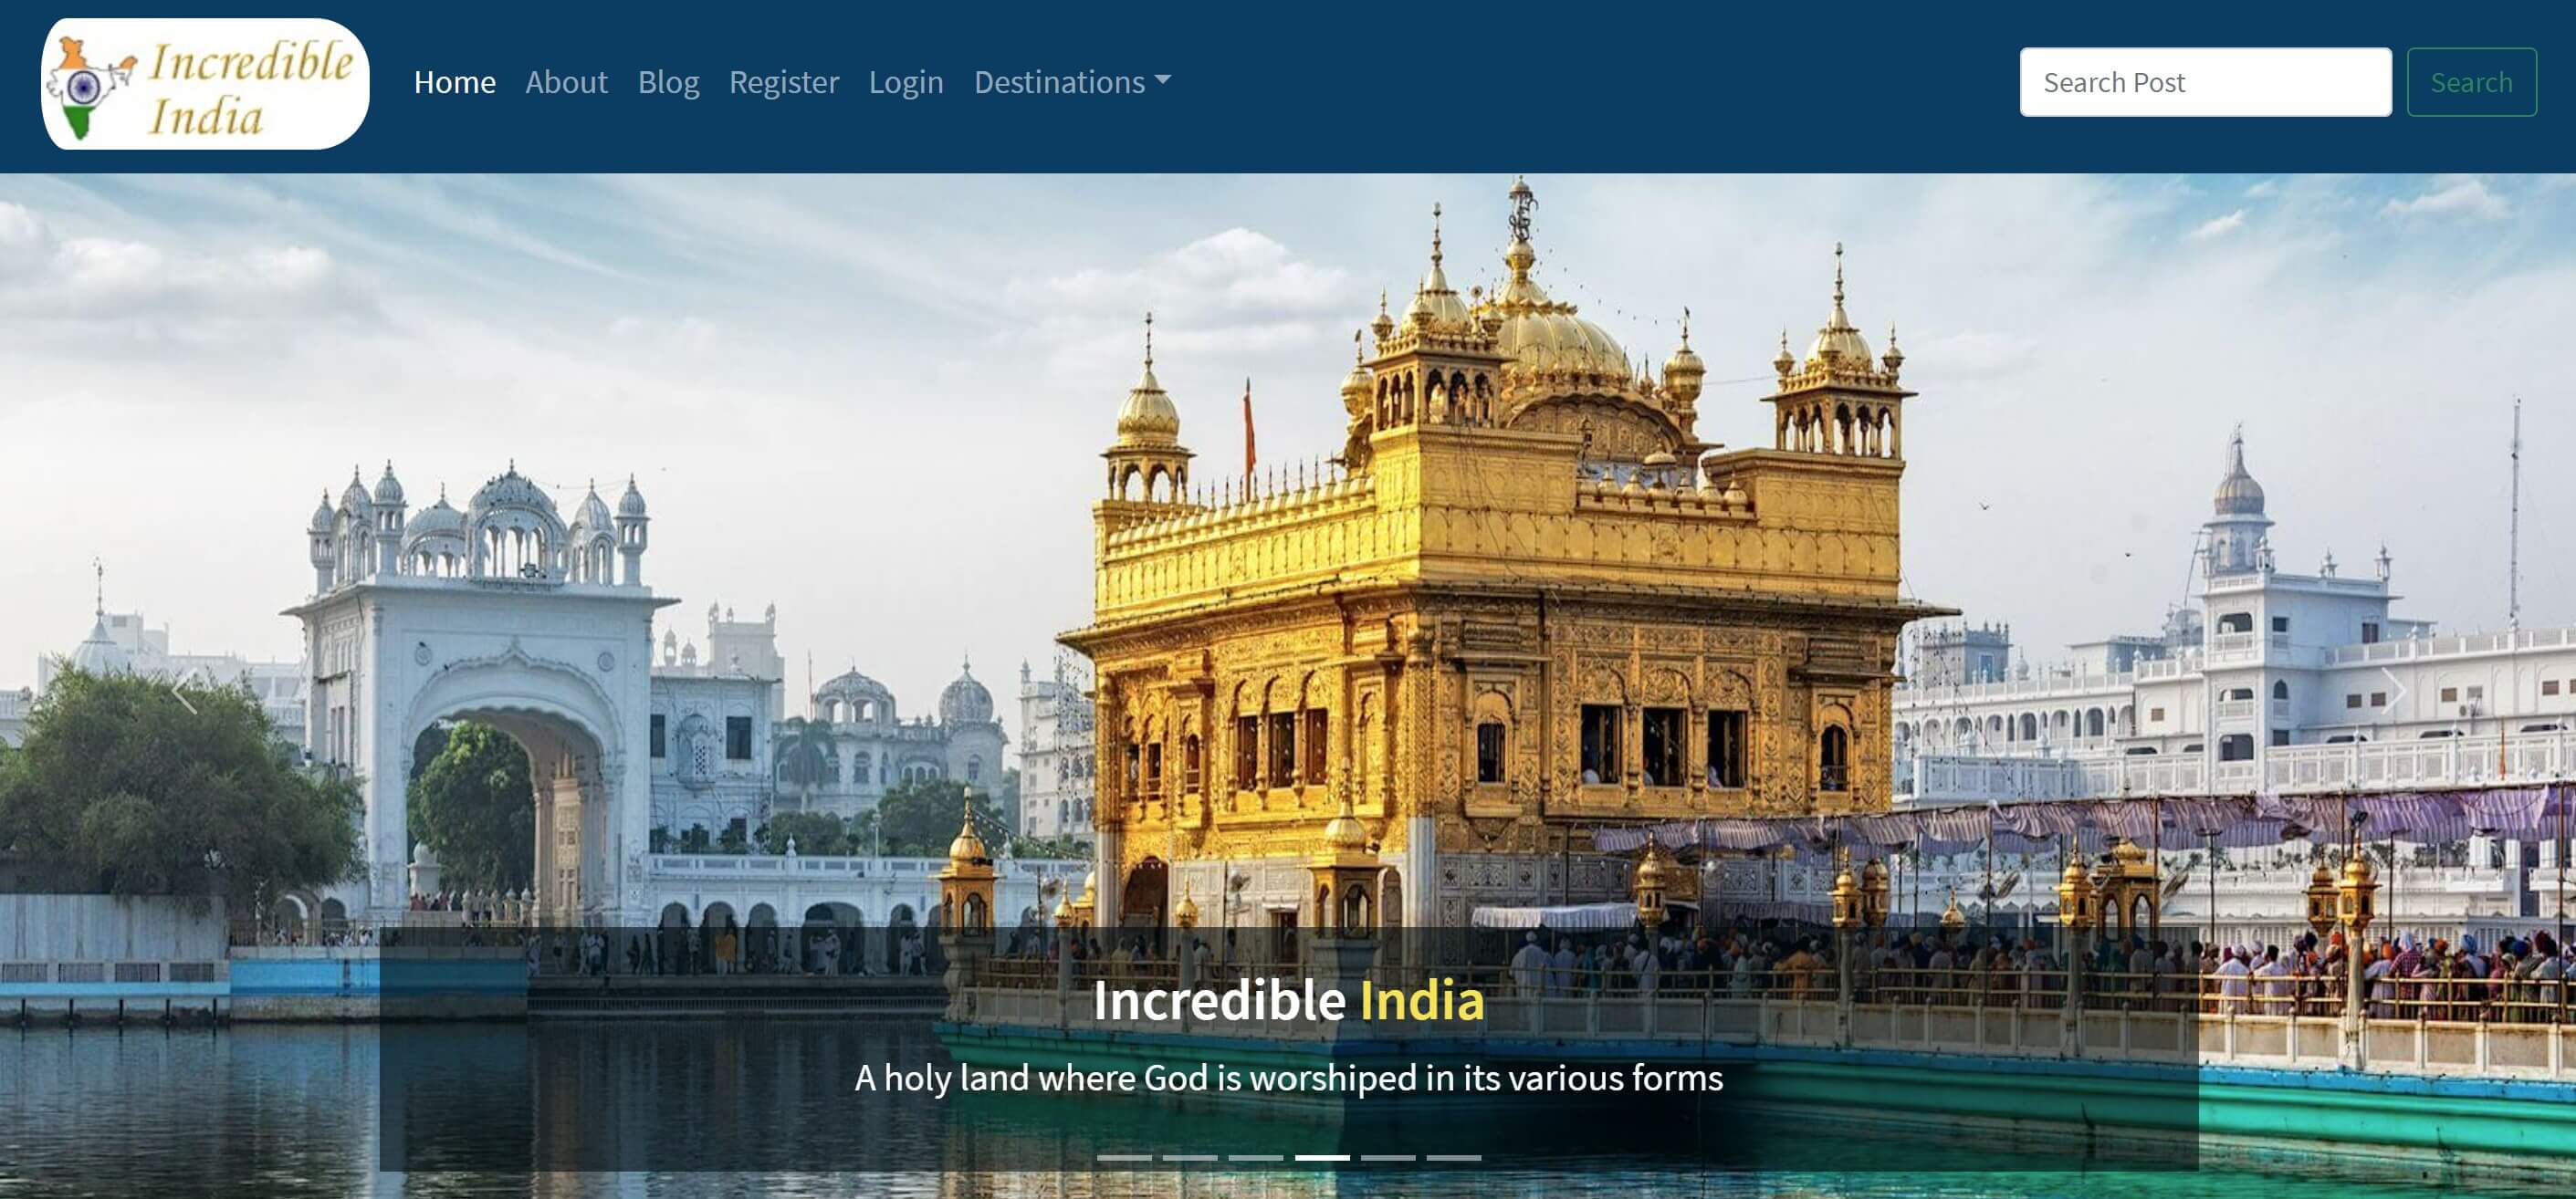 Incredible
India
Home About Blog Register Login Destinations
Search Post
Search
Incredible India
A holy land where God is worshiped in its various forms